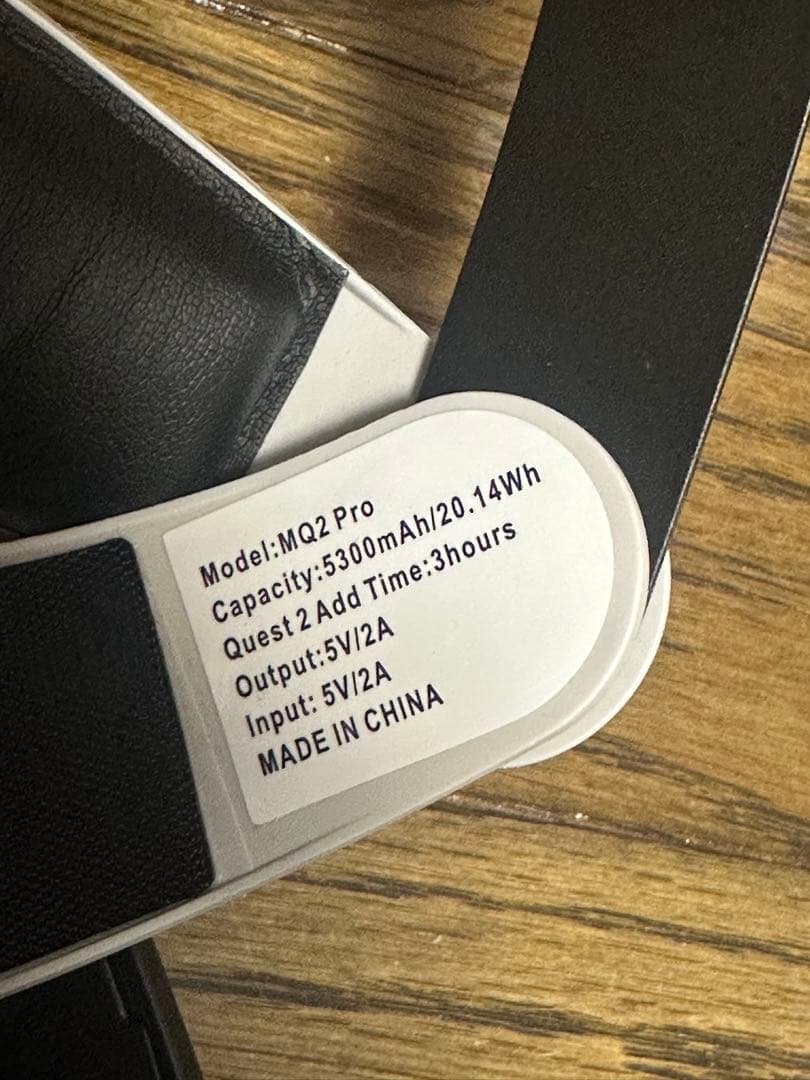 Model:MQ2 Pro
Capacity:5300mAh/20.14Wh
Quest 2 Add Time:3hours
Output:5V/2A
Input: 5V/2A
MADE IN CHINA